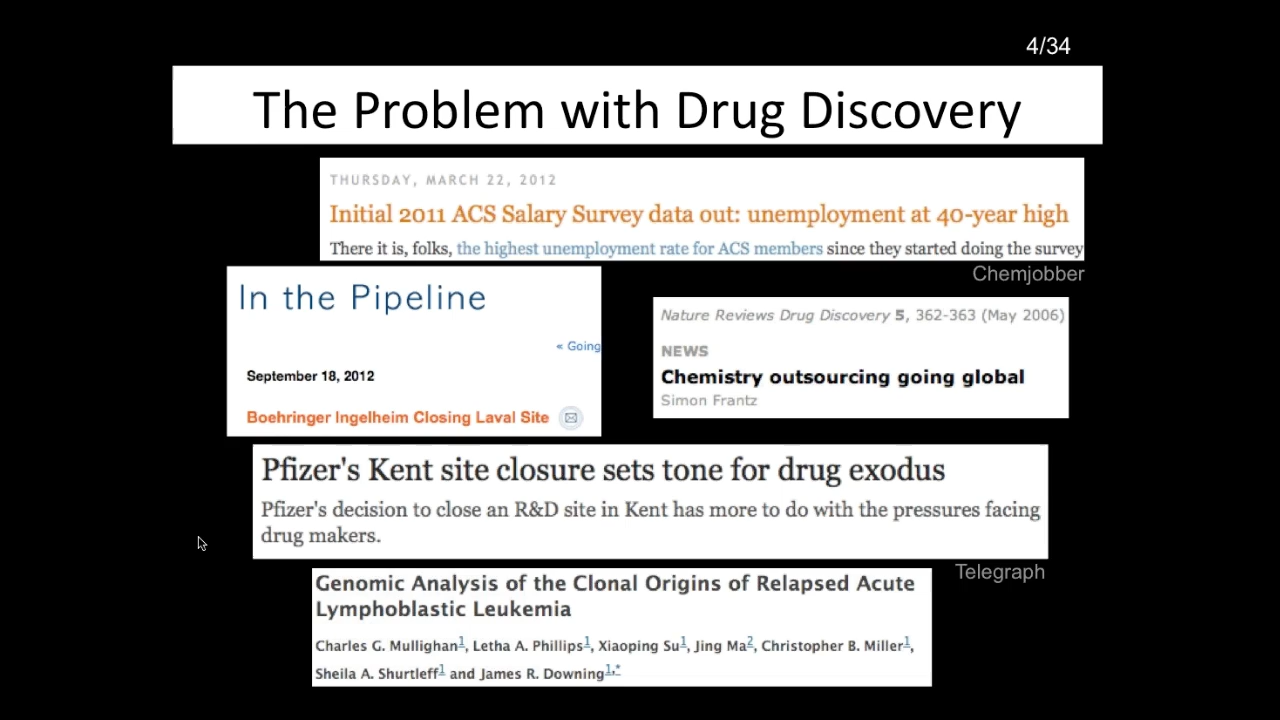 4/34
The Problem with Drug Discovery
THURSDAY, MARCH 22, 2012
Initial 2011 ACS Salary Survey data out: unemployment at 40-year high
There it is, folks, the highest unemployment rate for ACS members since they started doing the survey
Chemjobber
In the Pipeline
« Going
September 18, 2012
Boehringer Ingelheim Closing Laval Site
Nature Reviews Drug Discovery 5, 362-363 (May 2006)
NEWS
Chemistry outsourcing going global
Simon Frantz
Pfizer's Kent site closure sets tone for drug exodus
Pfizer's decision to close an R&D site in Kent has more to do with the pressures facing
drug makers.
Telegraph
Genomic Analysis of the Clonal Origins of Relapsed Acute
Lymphoblastic Leukemia
Charles G. Mullighan1, Letha A. Phillips1, Xiaoping Su1, Jing Ma2, Christopher B. Miller1,
Sheila A. Shurtleff1 and James R. Downing1,*